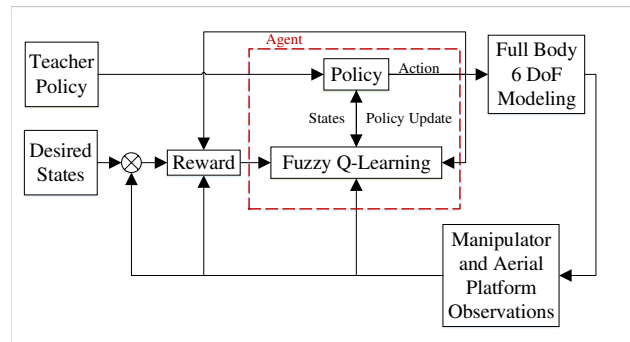 Agent
Teacher
Policy
Policy
Action
Full Body
6 DoF
Modeling
States
Policy Update
Desired
States
Reward
Fuzzy Q-Learning
Manipulator
and Aerial
Platform
Observations